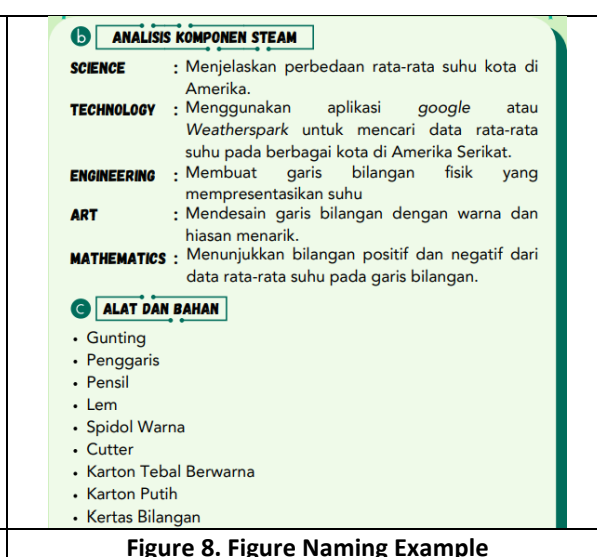 b ANALISIS KOMPONEN STEAM
SCIENCE : Menjelaskan perbedaan rata-rata suhu kota di
Amerika.
TECHNOLOGY : Menggunakan aplikasi google atau
Weatherspark untuk mencari data rata-rata
suhu pada berbagai kota di Amerika Serikat.
ENGINEERING : Membuat garis bilangan fisik yang
mempresentasikan suhu
ART : Mendesain garis bilangan dengan warna dan
hiasan menarik.
MATHEMATICS : Menunjukkan bilangan positif dan negatif dari
data rata-rata suhu pada garis bilangan.
C ALAT DAN BAHAN
• Gunting
• Penggaris
• Pensil
• Lem
• Spidol Warna
• Cutter
• Karton Tebal Berwarna
• Karton Putih
• Kertas Bilangan
Figure 8. Figure Naming Example